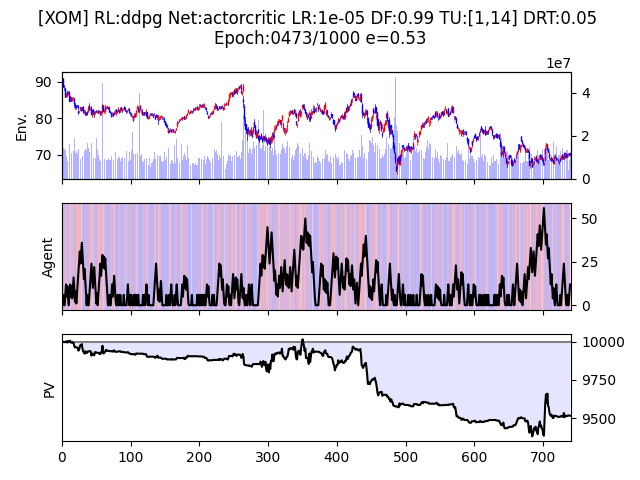 [XOM] RL:ddpg Net:actorcritic LR:1e-05 DF:0.99 TU:[1,14] DRT:0.05
Epoch:0473/1000 e=0.53
1e7
90
80
70
Env.
4
2
0
Agent
50
25
0
PV
10000
9750
9500
0 100 200 300 400 500 600 700